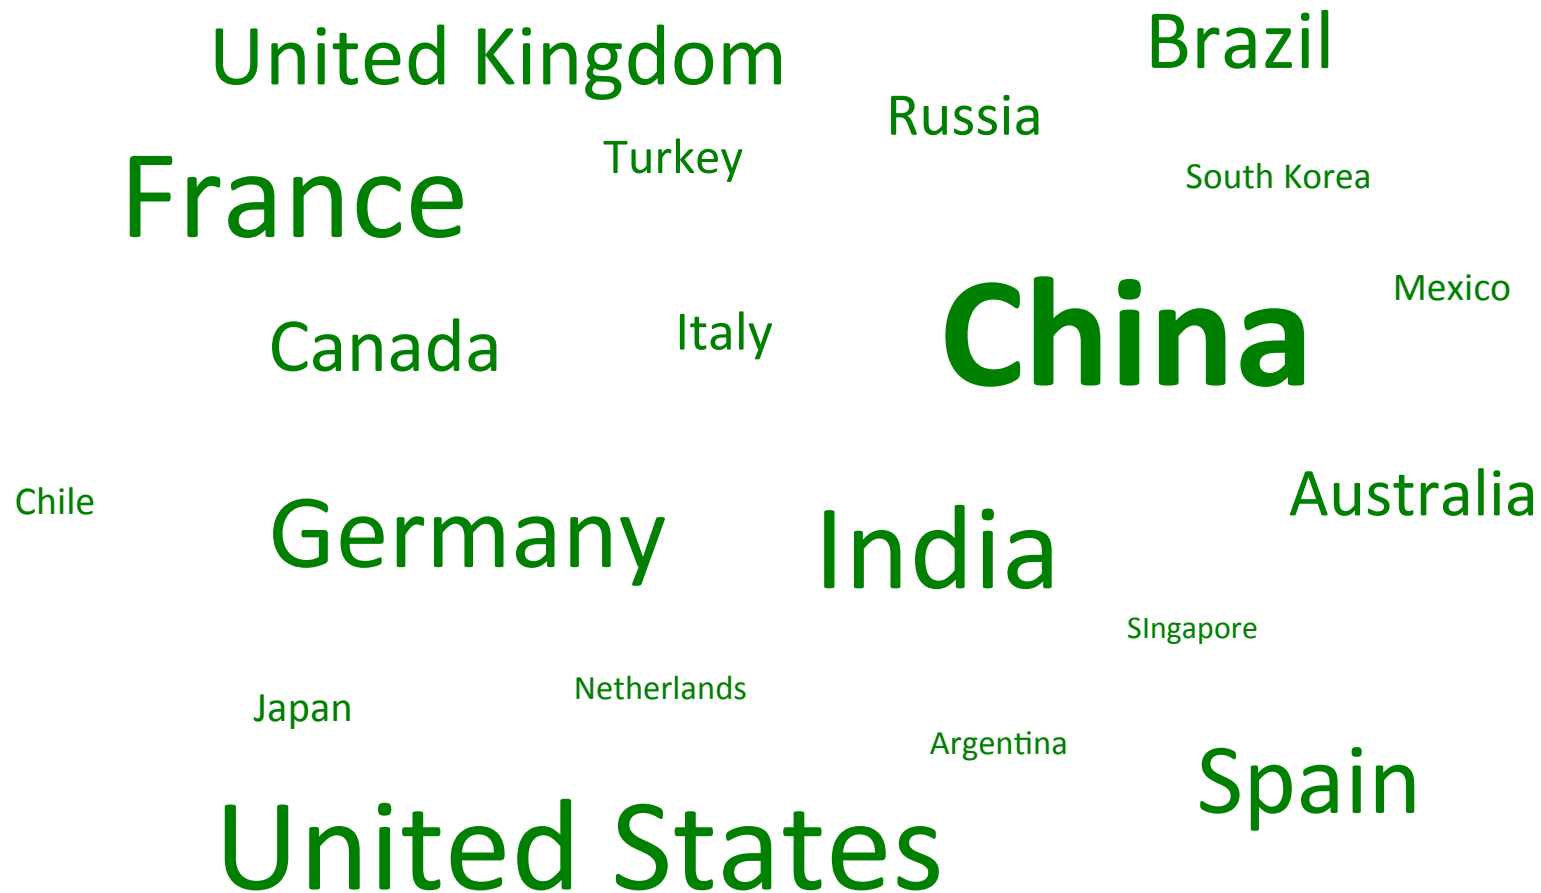 United Kingdom
Brazil
Russia
Turkey
South Korea
France
Mexico
China
Italy
Canada
Chile
Germany
India
Australia
SIngapore
Netherlands
Japan
Argentina
Spain
United States